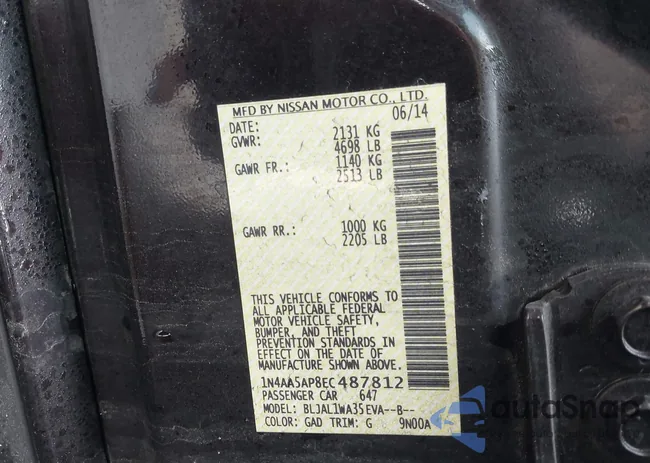 MFD BY NISSAN MOTOR CO., LTD.
DATE: 06/14
GVWR: 2131 KG
4698 LB
GAWR FR.: 1140 KG
2513 LB
GAWR RR.: 1000 KG
2205 LB
THIS VEHICLE CONFORMS TO
ALL APPLICABLE FEDERAL
MOTOR VEHICLE SAFETY,
BUMPER, AND THEFT
PREVENTION STANDARDS IN
EFFECT ON THE DATE OF
MANUFACTURE SHOWN ABOVE.
1N4AA5AP8EC487812
PASSENGER CAR 647
MODEL: BLJAL1WA35EVA--B--
COLOR: GAD TRIM: G 9N00A
autoSnap